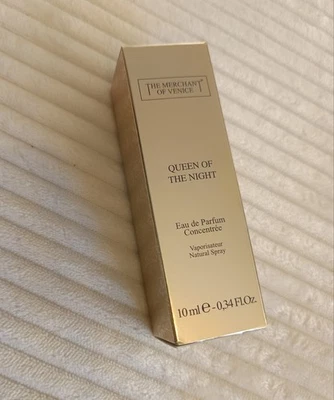 THE MERCHANT
OF VENICE
QUEEN OF
THE NIGHT
Eau de Parfum
Concentrée
Vaporisateur
Natural Spray
10 ml ℮ - 0,34 Fl.Oz.